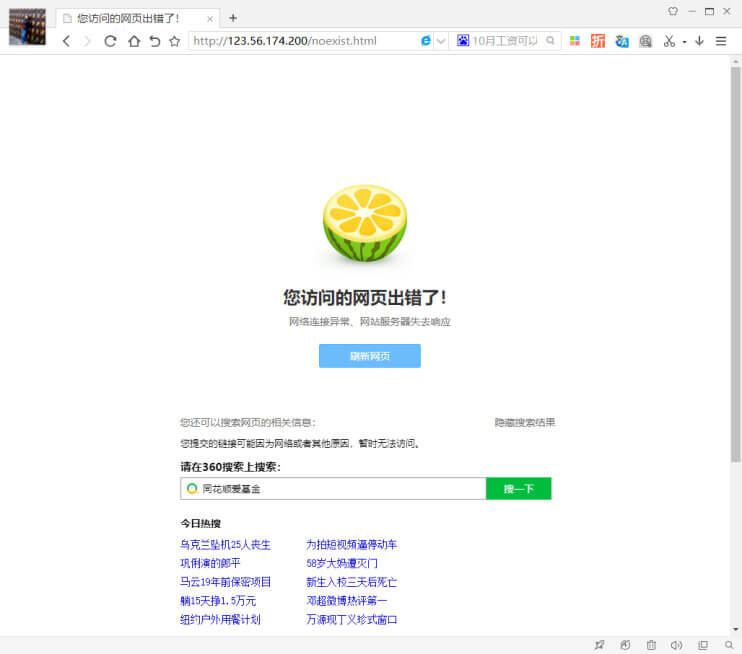 您访问的网页出错了！
http://123.56.174.200/noexist.html
10月工资可以
您访问的网页出错了！
网络连接异常、网站服务器失去响应
刷新网页
您还可以搜索网页的相关信息：
隐藏搜索结果
您提交的链接可能因为网络或者其他原因，暂时无法访问。
请在360搜索上搜索：
同花顺爱基金
搜一下
今日热搜
乌克兰坠机25人丧生
为拍短视频逼停动车
巩俐演的郎平
58岁大妈遭灭门
马云19年前保密项目
新生入校三天后死亡
躺15天挣1.5万元
邓超微博热评第一
纽约户外用餐计划
万源现丁义珍式窗口